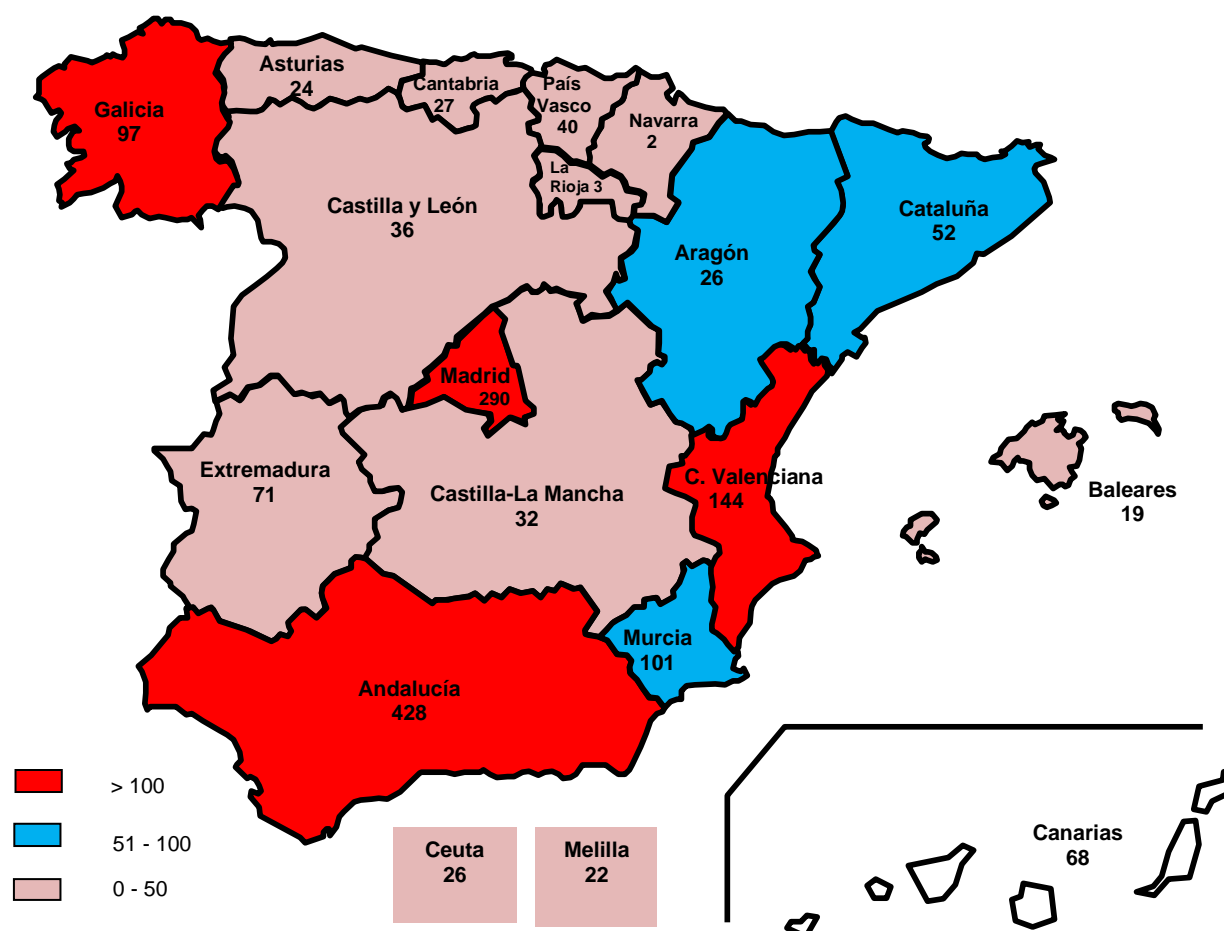 Asturias
24
Cantabria
27
País
Vasco
40
Navarra
2
Galicia
97
La
Rioja 3
Castilla y León
36
Cataluña
52
Aragón
26
Madrid
290
Extremadura
71
Castilla-La Mancha
32
C. Valenciana
144
Baleares
19
Murcia
101
Andalucía
428
> 100
51 - 100
0 - 50
Ceuta
26
Melilla
22
Canarias
68